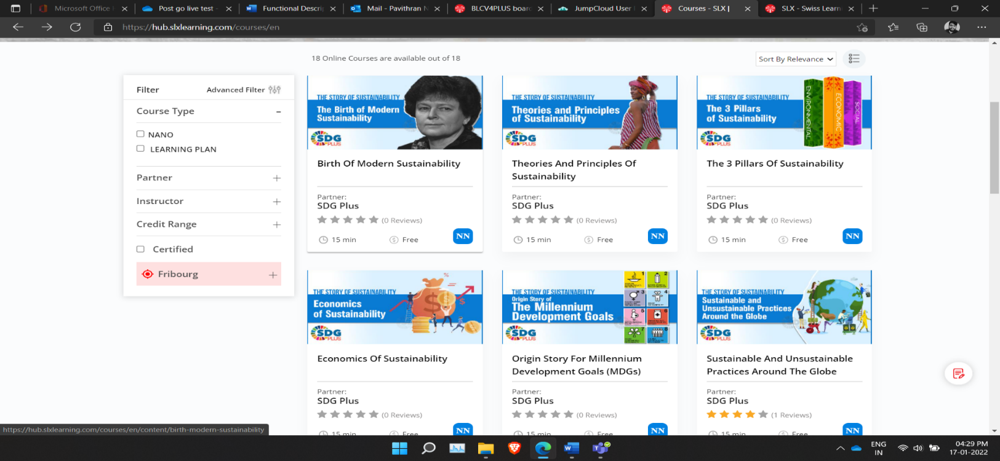 Microsoft Office
Post go live test -
Functional Descri
Mail - Pavithran N
BLCV4PLUS boar
JumpCloud User
Courses - SLX |
SLX - Swiss Learn
https://hub.slxlearning.com/courses/en
18 Online Courses are available out of 18
Sort By Relevance
Filter
Advanced Filter
Course Type
NANO
LEARNING PLAN
Partner
Instructor
Credit Range
Certified
Fribourg
THE STORY OF SUSTAINABILITY
The Birth of Modern
Sustainability
SDG
PLUS
Birth Of Modern Sustainability
Partner:
SDG Plus
(0 Reviews)
15 min
Free
NN
THE STORY OF SUSTAINABILITY
Theories and Principles
of Sustainability
SDG
PLUS
Theories And Principles Of
Sustainability
Partner:
SDG Plus
(0 Reviews)
15 min
Free
NN
THE STORY OF SUSTAINABILITY
The 3 Pillars
of Sustainability
ENVIRONMENTAL
ECONOMIC
SOCIAL
SDG
PLUS
The 3 Pillars Of Sustainability
Partner:
SDG Plus
(0 Reviews)
15 min
Free
NN
THE STORY OF SUSTAINABILITY
Economics
of Sustainability
SDG
PLUS
Economics Of Sustainability
Partner:
SDG Plus
(0 Reviews)
15 min
Free
NN
THE STORY OF SUSTAINABILITY
Origin Story of
The Millennium
Development Goals
1
2
3
4
5
6
7
8
SDG
PLUS
Origin Story For Millennium
Development Goals (MDGs)
Partner:
SDG Plus
(0 Reviews)
15 min
Free
NN
THE STORY OF SUSTAINABILITY
Sustainable and
Unsustainable Practices
Around the Globe
SDG
PLUS
Sustainable And Unsustainable
Practices Around The Globe
Partner:
SDG Plus
(1 Reviews)
15 min
Free
NN
https://hub.slxlearning.com/courses/en/content/birth-modern-sustainability
ENG
IN
04:29 PM
17-01-2022